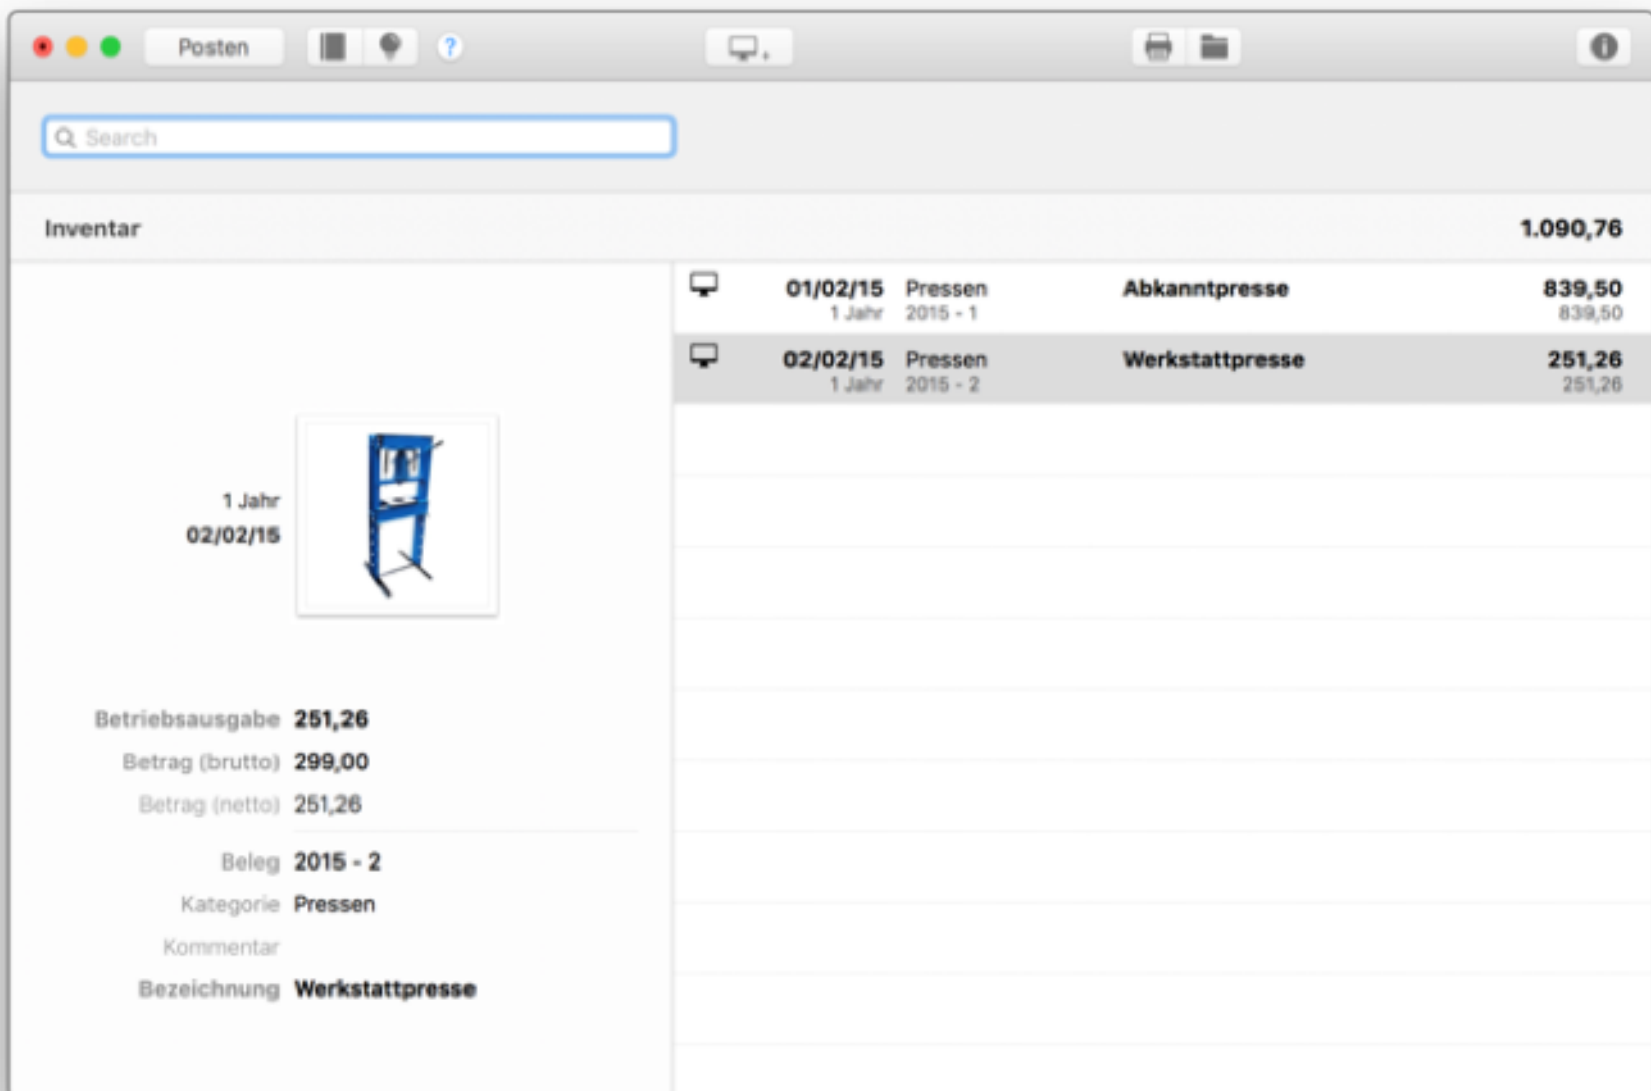 Posten ?
Search
Inventar 1.090,76
01/02/15 Pressen Abkanntpresse 839,50
1 Jahr 2015 - 1 839,50
02/02/15 Pressen Werkstattpresse 251,26
1 Jahr 2015 - 2 251,26
1 Jahr
02/02/15
Betriebsausgabe 251,26
Betrag (brutto) 299,00
Betrag (netto) 251,26
Beleg 2015 - 2
Kategorie Pressen
Kommentar
Bezeichnung Werkstattpresse